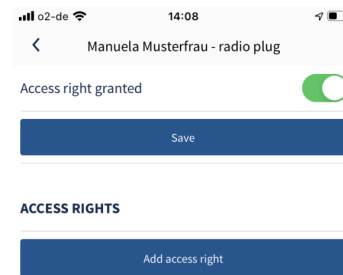 o2-de 14:08
Manuela Musterfrau - radio plug
Access right granted
Save
ACCESS RIGHTS
Add access right